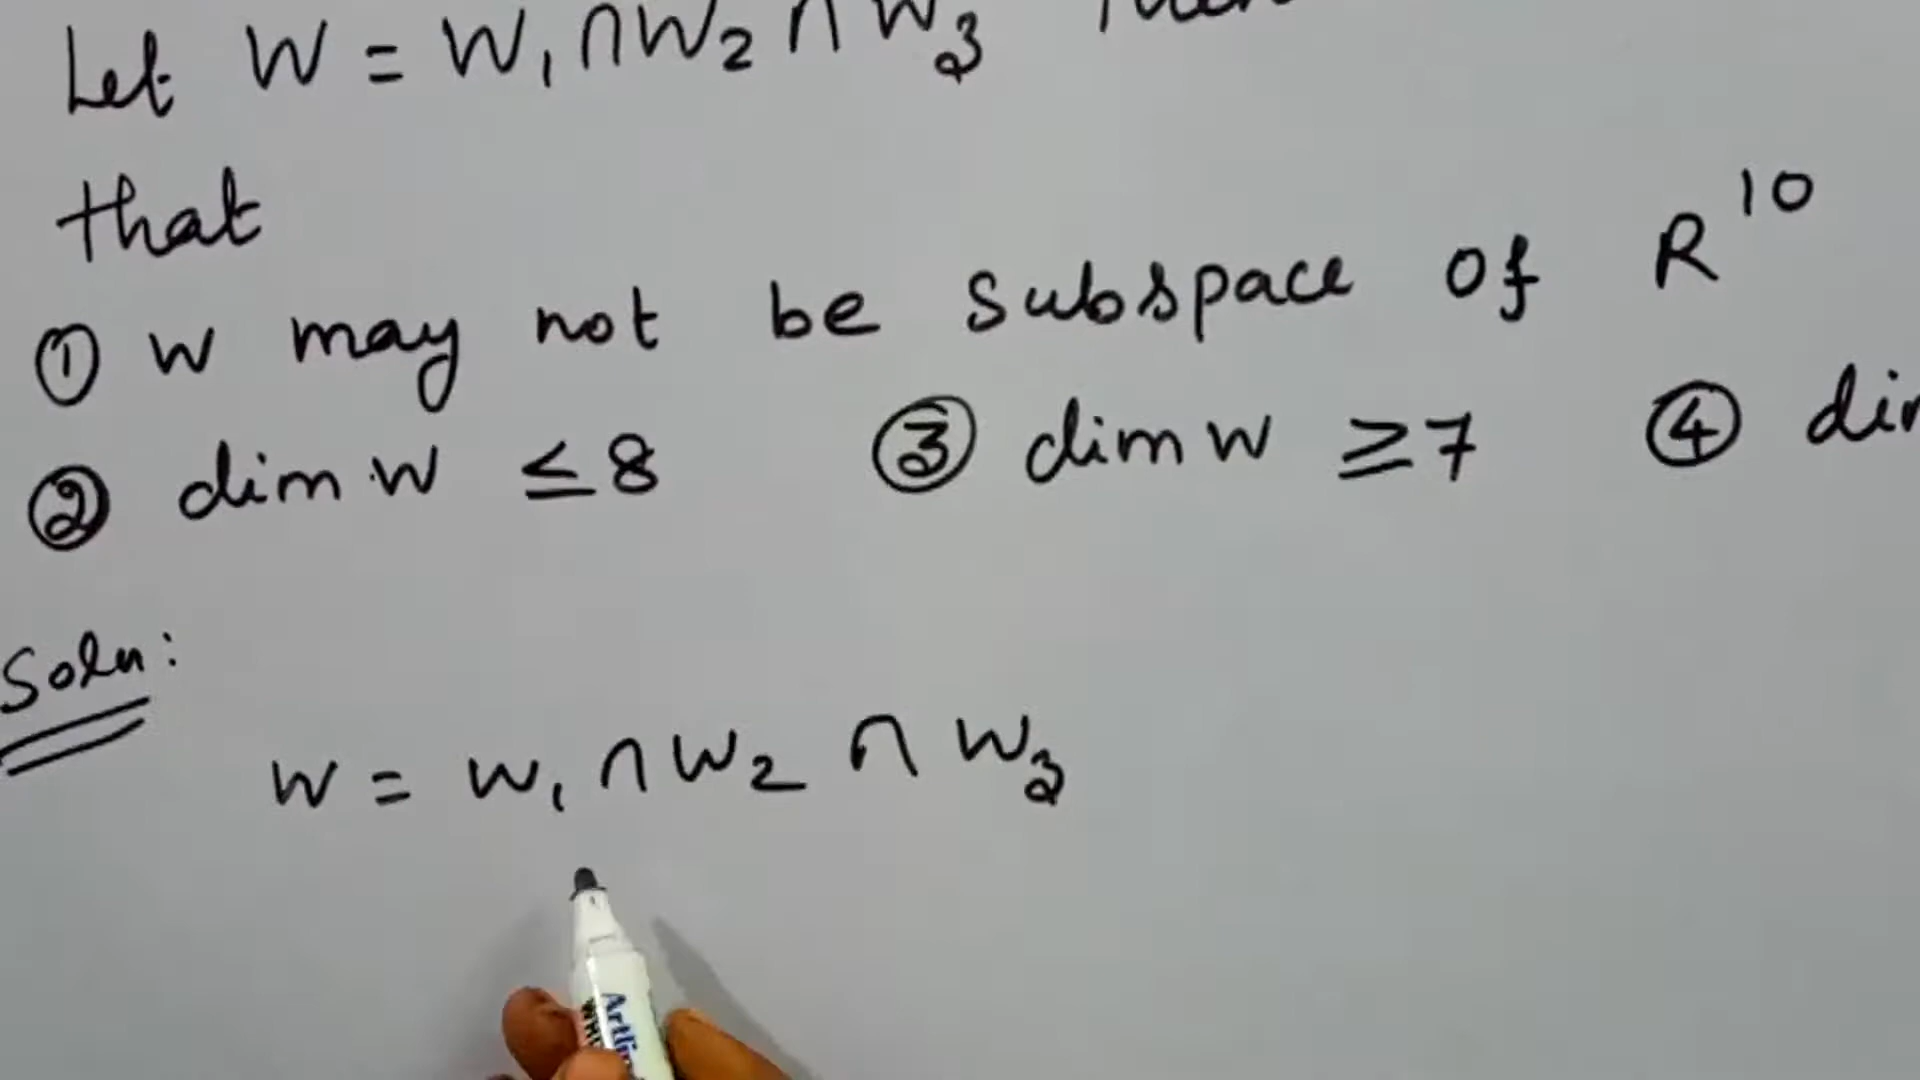 Let W = W₁ ∩ W₂ ∩ W₃
that
① W may not be subspace of R¹⁰
② dim W ≤ 8 ③ dim W ≥ 7 ④
Soln:
W = W₁ ∩ W₂ ∩ W₃